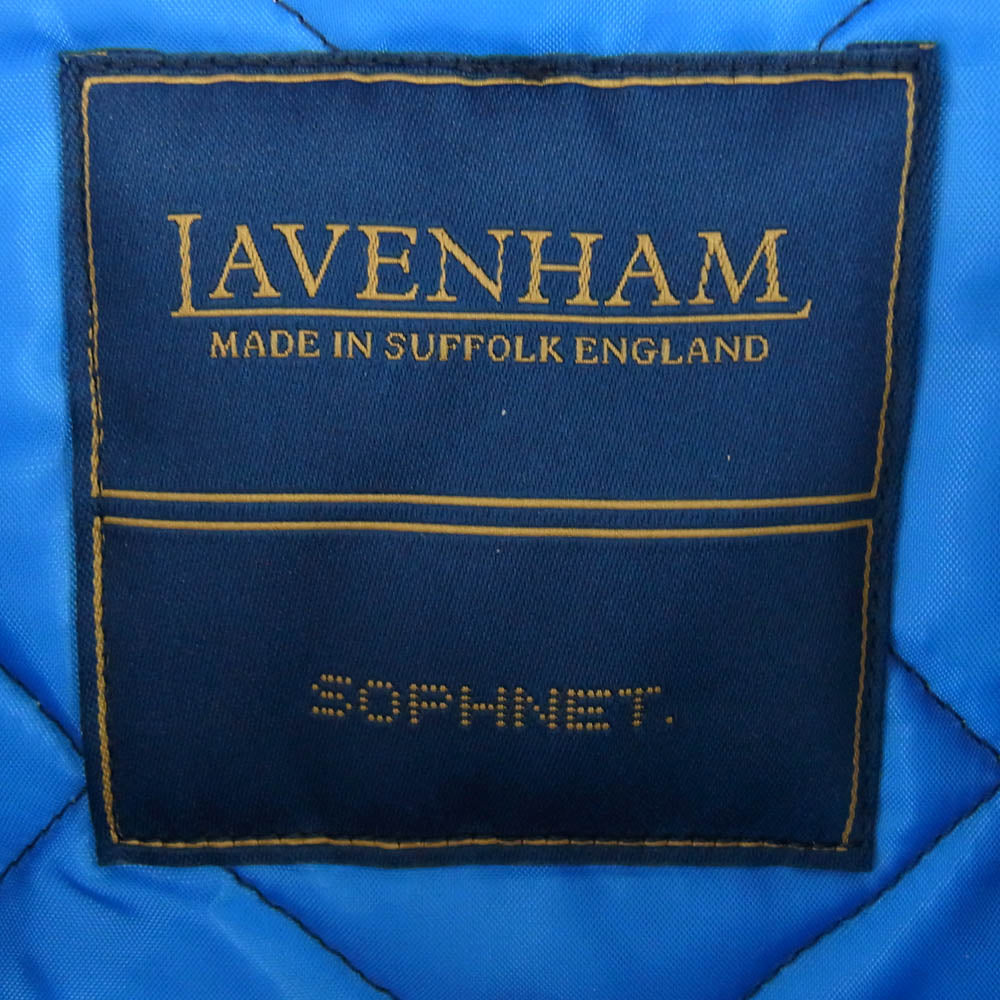 LAVENHAM
MADE IN SUFFOLK ENGLAND
SOPHNET.